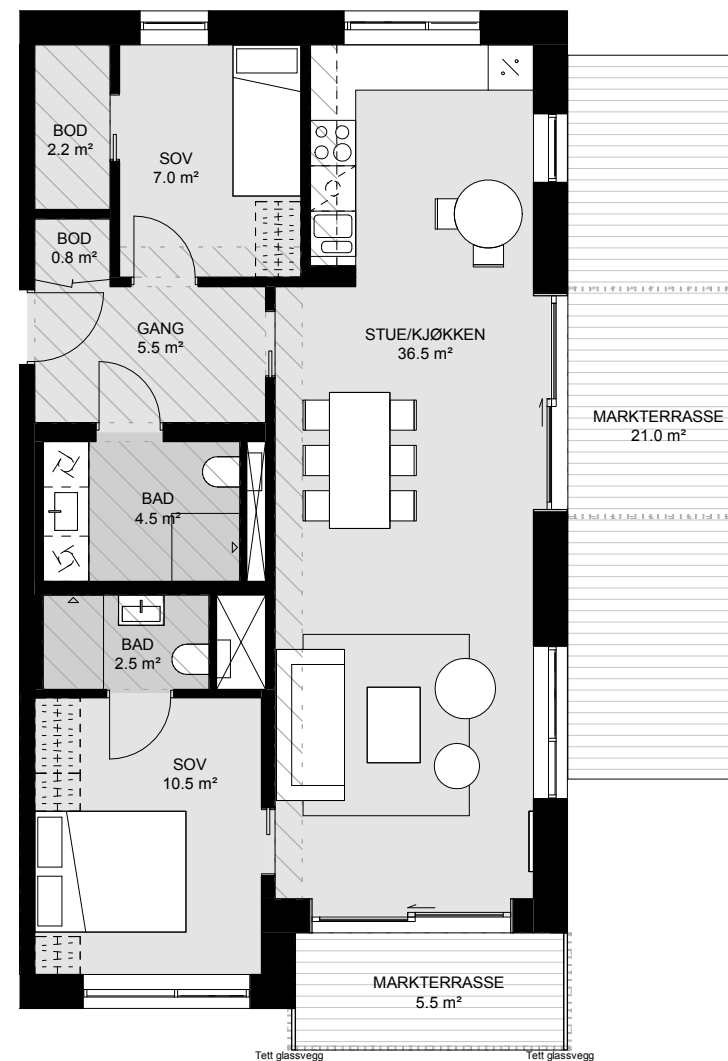 BOD
2.2 m²
SOV
7.0 m²
BOD
0.8 m²
GANG
5.5 m²
STUE/KJØKKEN
36.5 m²
MARKTERRASSE
21.0 m²
BAD
4.5 m²
BAD
2.5 m²
SOV
10.5 m²
MARKTERRASSE
5.5 m²
Tett glassvegg
Tett glassvegg